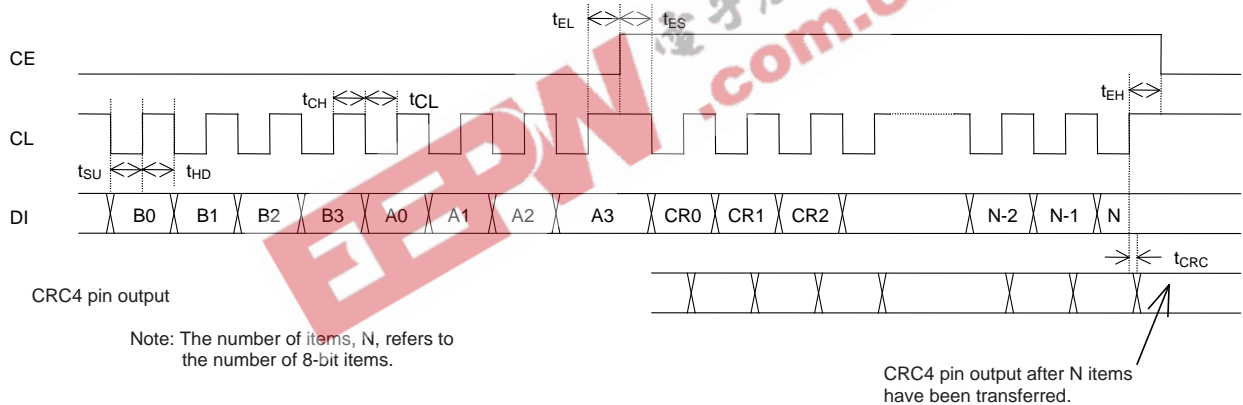 tEL tES
CE
tCH tCL tEH
CL
tSU tHD
DI B0 B1 B2 B3 A0 A1 A2 A3 CR0 CR1 CR2 N-2 N-1 N
tCRC
CRC4 pin output
Note: The number of items, N, refers to
the number of 8-bit items.
CRC4 pin output after N items
have been transferred.
EEPW .com.c